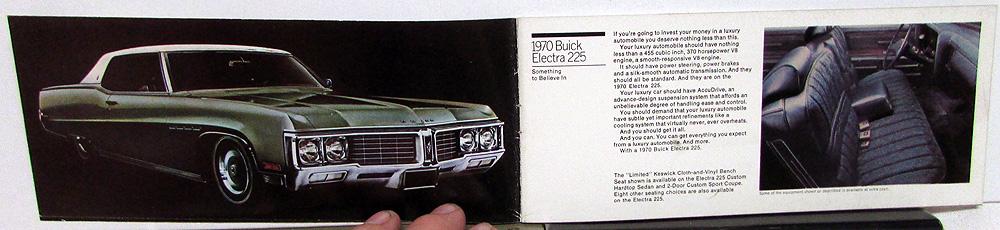 1970 Buick
Electra 225
Something
to Believe In
If you're going to invest your money in a luxury
automobile you deserve nothing less than this.
Your luxury automobile should have nothing
less than a 455 cubic inch, 370 horsepower V8
engine, a smooth-responsive V8 engine.
It should have power steering, power brakes
and a silk-smooth automatic transmission. And they
should all be standard. And they are on the
1970 Electra 225.
Your luxury car should have AccuDrive, an
advance-design suspension system that affords an
unbelievable degree of handling ease and control.
You should demand that your luxury automobile
have subtle yet important refinements like a
cooling system that virtually never, ever overheats.
And you should get it all.
And you can. You can get everything you expect
from a luxury automobile. And more.
With a 1970 Buick Electra 225.
The "Limited" Keswick Cloth-and-Vinyl Bench
Seat shown is available on the Electra 225 Custom
Hardtop Sedan and 2-Door Custom Sport Coupe.
Eight other seating choices are also available
on the Electra 225.
Some of the equipment shown or described is available at extra cost.